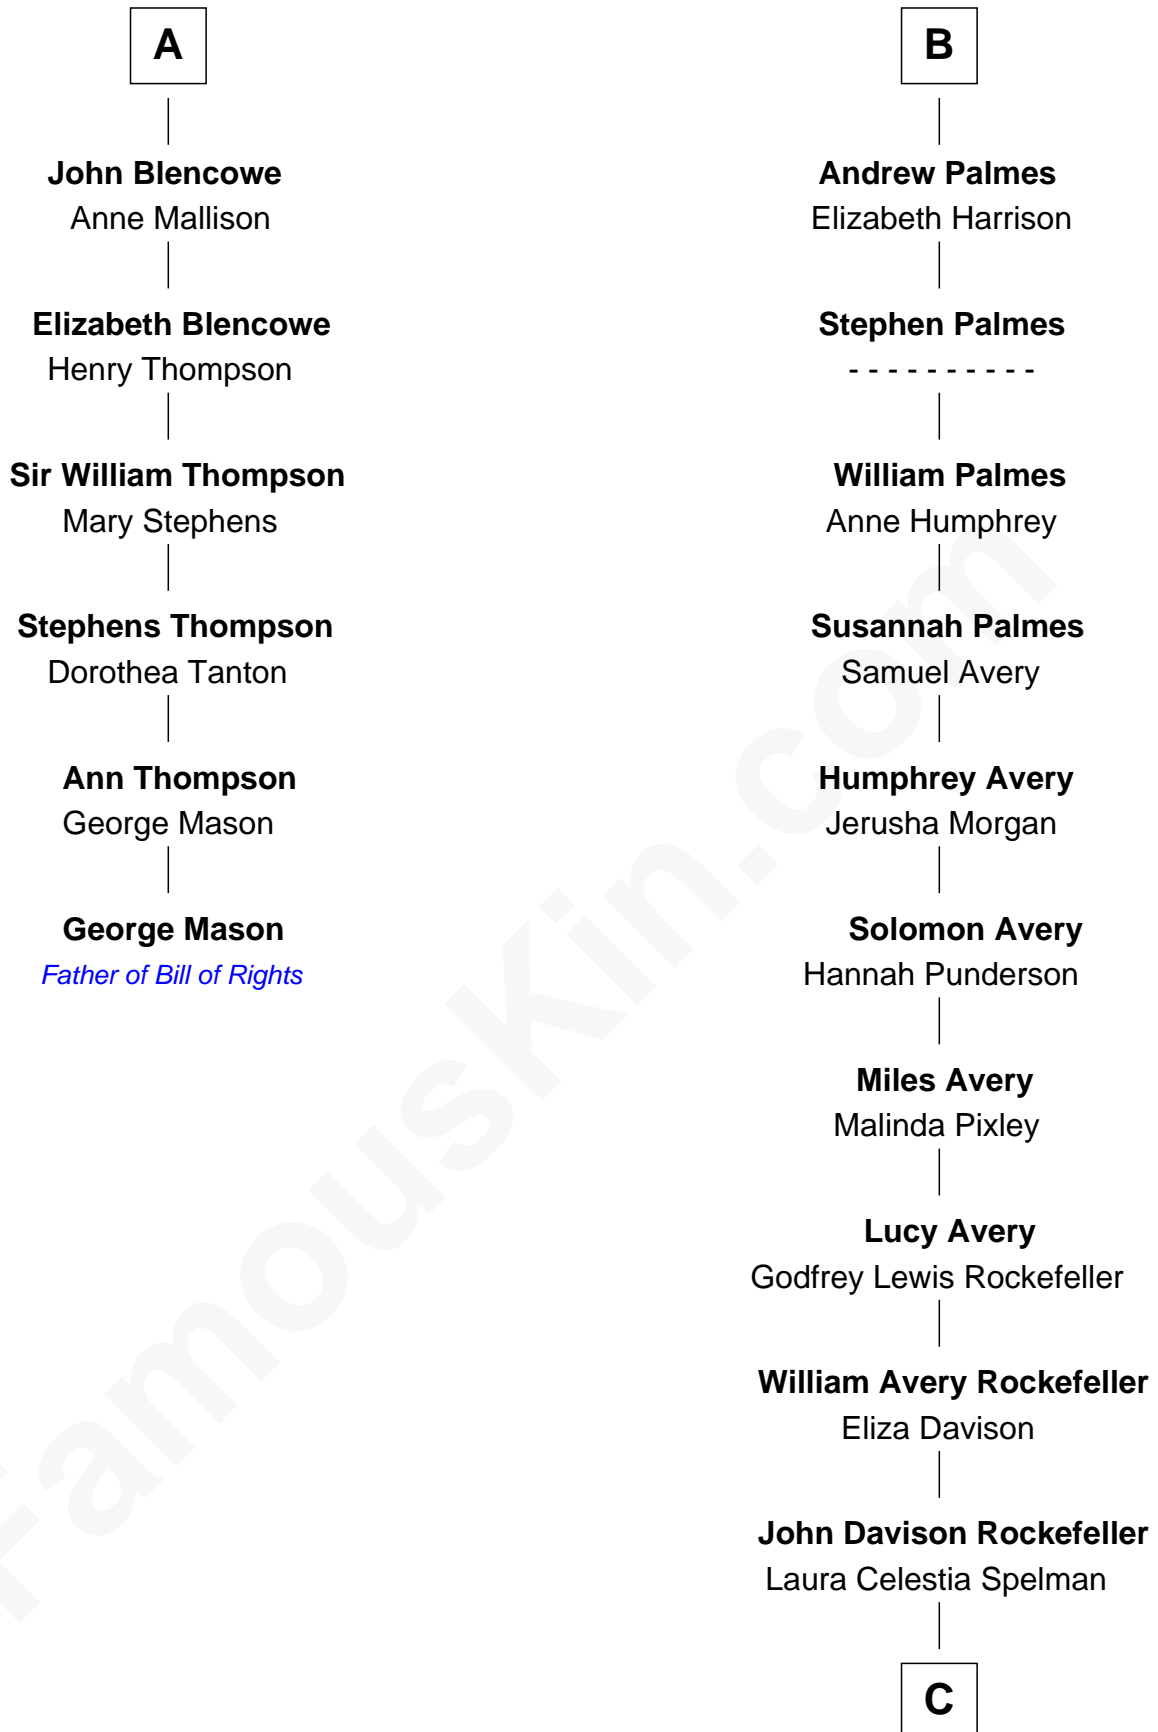 A
John Blencowe
Anne Mallison
Elizabeth Blencowe
Henry Thompson
Sir William Thompson
Mary Stephens
Stephens Thompson
Dorothea Tanton
Ann Thompson
George Mason
George Mason
Father of Bill of Rights
B
Andrew Palmes
Elizabeth Harrison
Stephen Palmes
- - - - - - - - - -
William Palmes
Anne Humphrey
Susannah Palmes
Samuel Avery
Humphrey Avery
Jerusha Morgan
Solomon Avery
Hannah Punderson
Miles Avery
Malinda Pixley
Lucy Avery
Godfrey Lewis Rockefeller
William Avery Rockefeller
Eliza Davison
John Davison Rockefeller
Laura Celestia Spelman
C
FamousKin.com